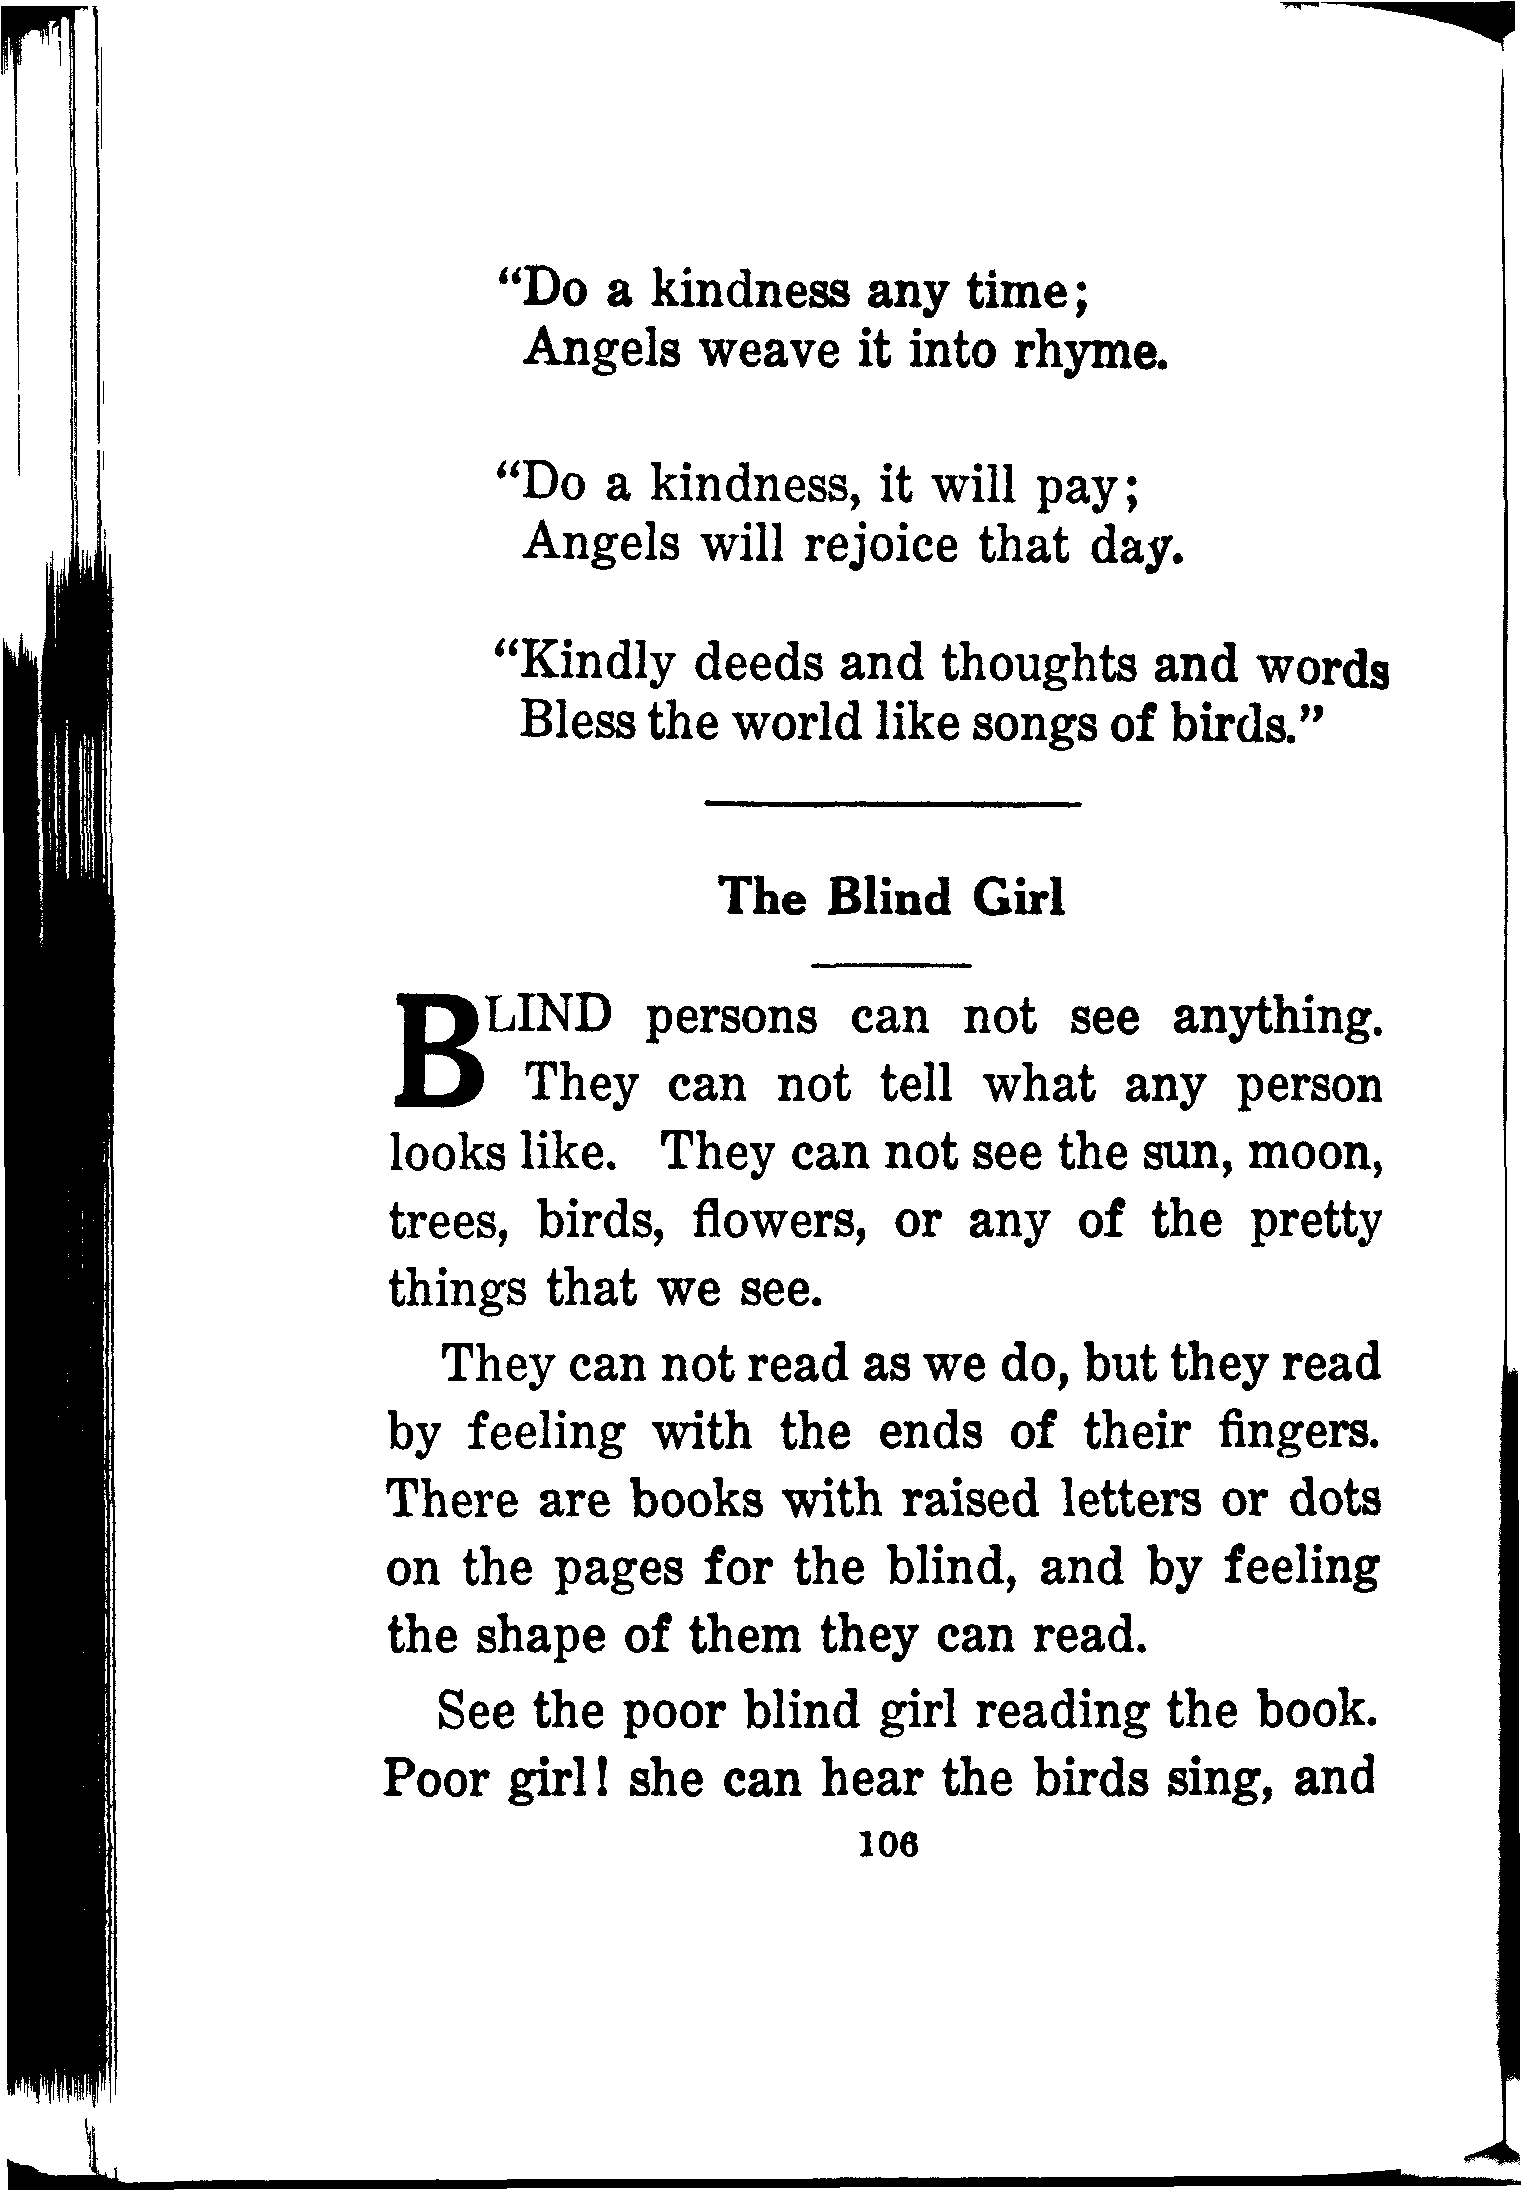 “Do a kindness any time;
Angels weave it into rhyme.
“Do a kindness, it will pay;
Angels will rejoice that day.
“Kindly deeds and thoughts and words
Bless the world like songs of birds.”
The Blind Girl
BLIND persons can not see anything.
They can not tell what any person
looks like. They can not see the sun, moon,
trees, birds, flowers, or any of the pretty
things that we see.
They can not read as we do, but they read
by feeling with the ends of their fingers.
There are books with raised letters or dots
on the pages for the blind, and by feeling
the shape of them they can read.
See the poor blind girl reading the book.
Poor girl! she can hear the birds sing, and
106